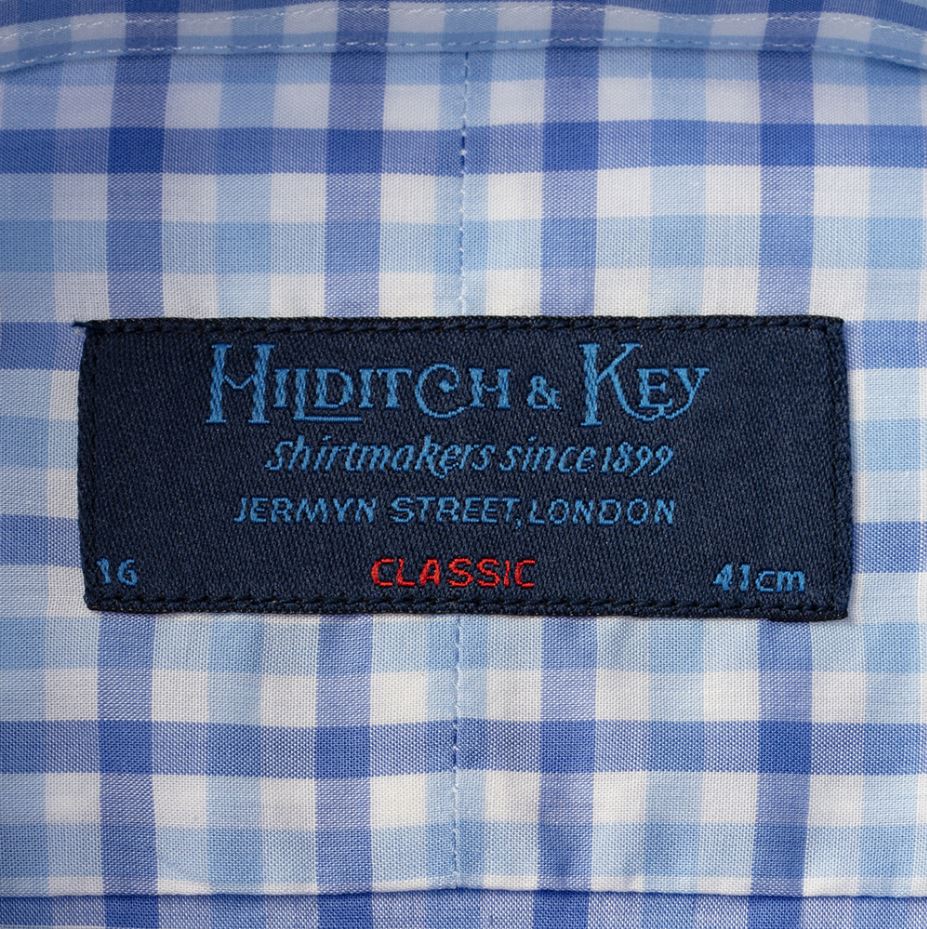 HILDITCH & KEY
Shirtmakers since 1899
JERMYN STREET, LONDON
16 CLASSIC 41cm